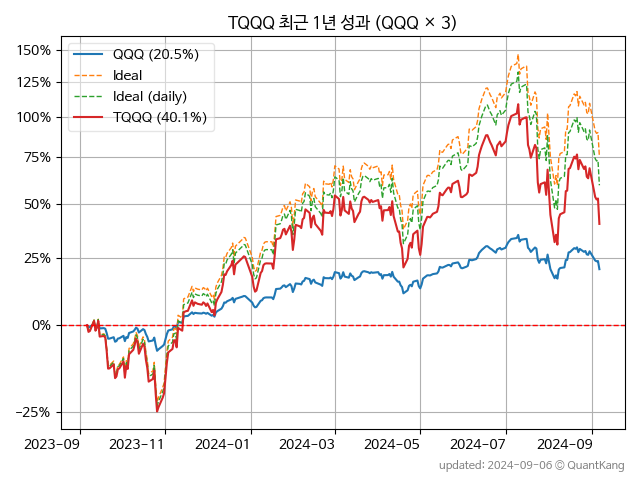 TQQQ 최근 1년 성과 (QQQ × 3)
QQQ (20.5%)
Ideal
Ideal (daily)
TQQQ (40.1%)
150%
125%
100%
75%
50%
25%
0%
−25%
2023-09
2023-11
2024-01
2024-03
2024-05
2024-07
2024-09
updated: 2024-09-06 © QuantKang